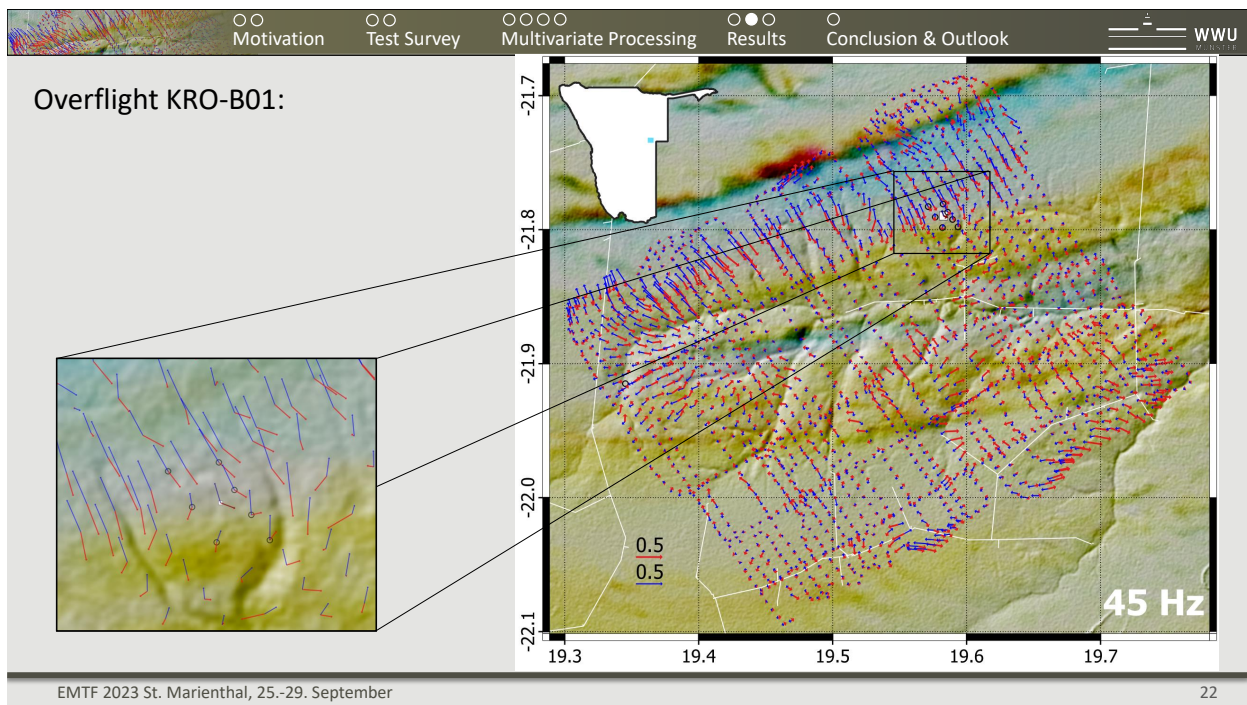 Motivation
Test Survey
Multivariate Processing
Results
Conclusion & Outlook
WWU
MÜNSTER
Overflight KRO-B01:
-21.7
-21.8
-21.9
-22.0
-22.1
0.5
0.5
45 Hz
19.3
19.4
19.5
19.6
19.7
EMTF 2023 St. Marienthal, 25.-29. September
22